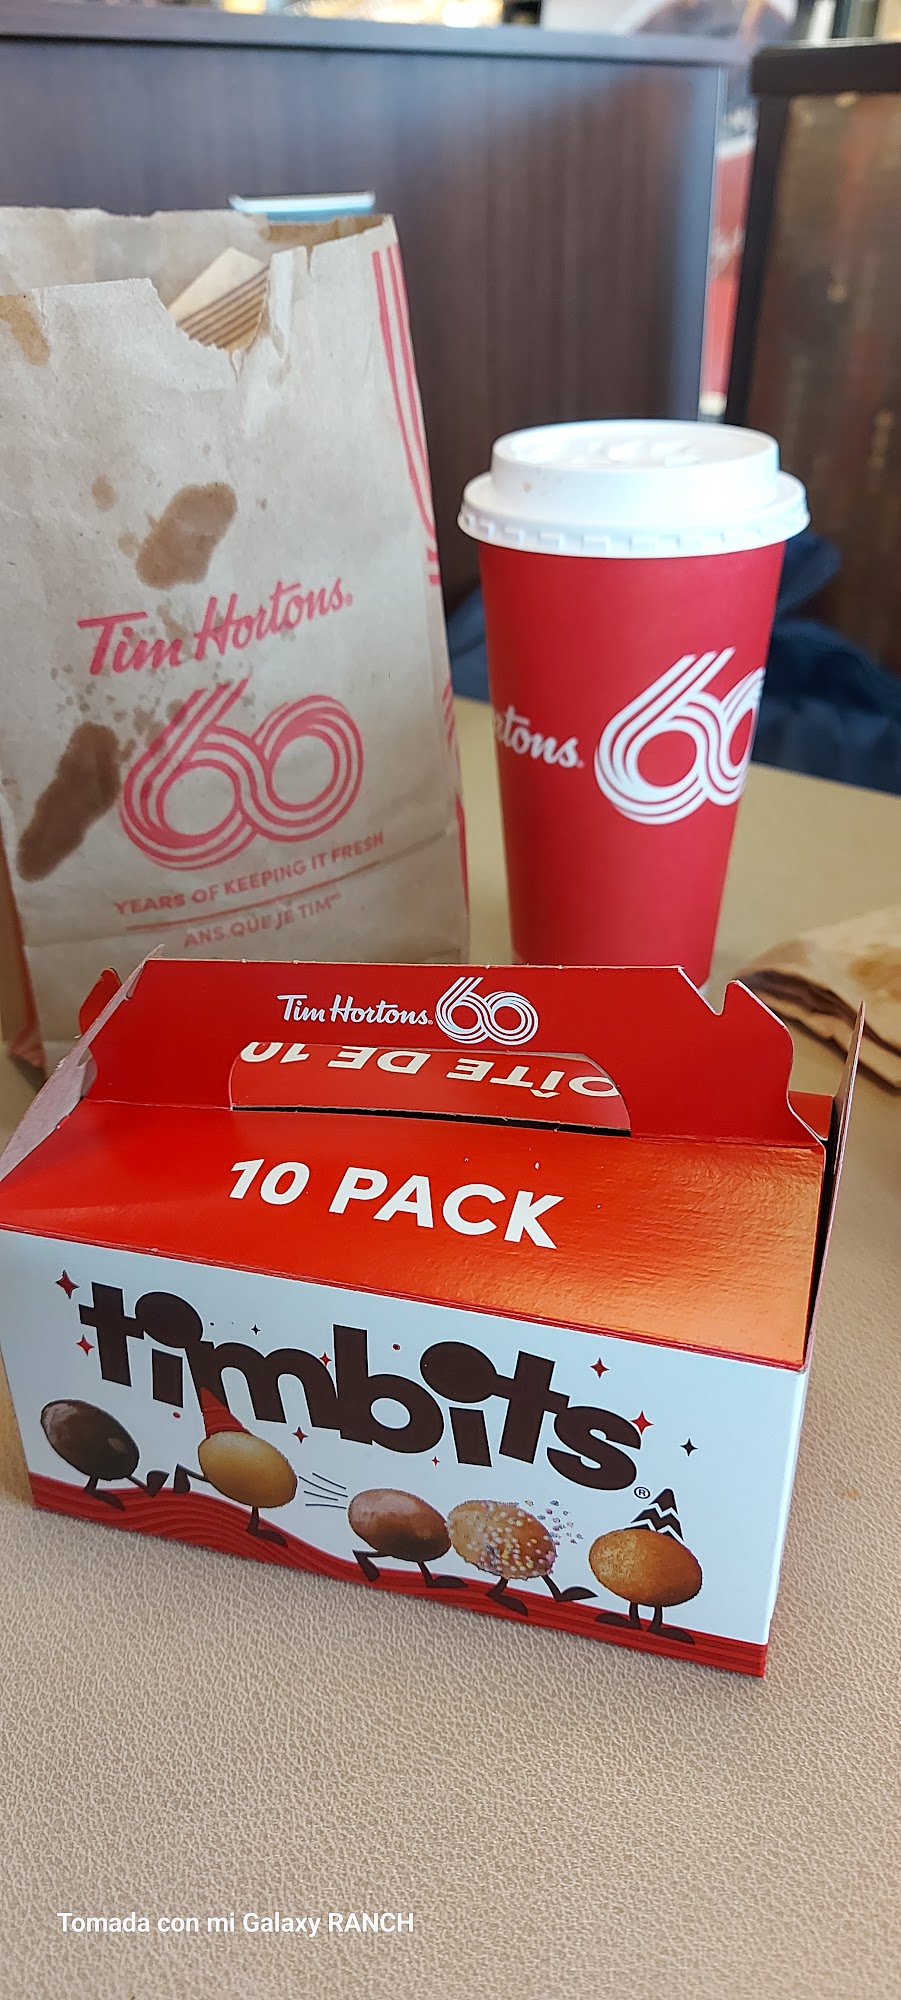 Tim Hortons®
60
YEARS OF KEEPING IT FRESH
ANS QUE JE TIM
rtons®
60
Tim Hortons® 60
OÎTE DE 10
10 PACK
timbits®
Tomada con mi Galaxy RANCH